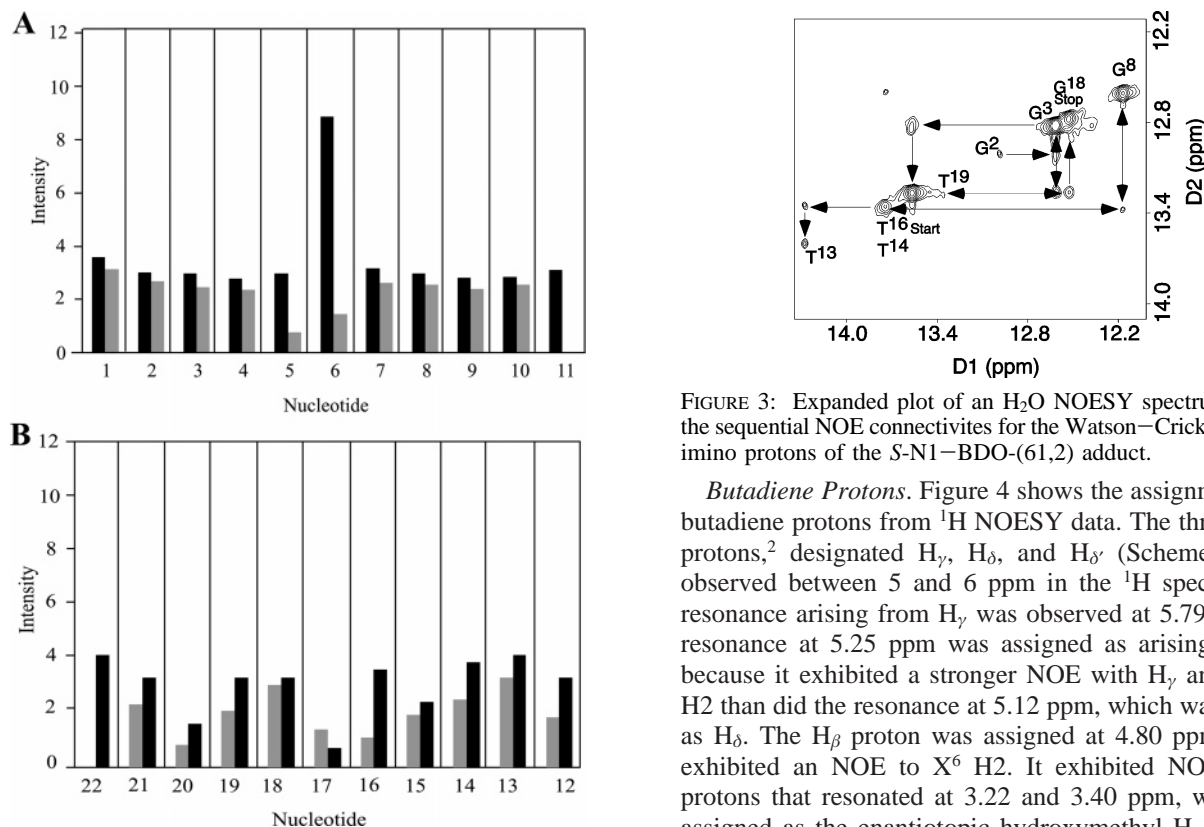 A
12
10
8
6
4
2
0
Intensity
1 2 3 4 5 6 7 8 9 10 11
Nucleotide
B
12
10
8
6
4
2
0
Intensity
22 21 20 19 18 17 16 15 14 13 12
Nucleotide
G8
G18
Stop
G3
G2
T19
T16 Start
T14
T13
12.2
12.8
13.4
14.0
D2 (ppm)
14.0 13.4 12.8 12.2
D1 (ppm)
FIGURE 3: Expanded plot of an H₂O NOESY spectru
the sequential NOE connectivites for the Watson−Crick
imino protons of the S-N1−BDO-(61,2) adduct.
Butadiene Protons. Figure 4 shows the assignm
butadiene protons from ¹H NOESY data. The thr
protons,² designated Hγ, Hδ, and Hδ′ (Scheme
observed between 5 and 6 ppm in the ¹H spec
resonance arising from Hγ was observed at 5.79
resonance at 5.25 ppm was assigned as arising
because it exhibited a stronger NOE with Hγ an
H2 than did the resonance at 5.12 ppm, which wa
as Hδ. The Hβ proton was assigned at 4.80 ppm
exhibited an NOE to X⁶ H2. It exhibited NO
protons that resonated at 3.22 and 3.40 ppm, w
assigned as the enantiotopic hydroxymethyl H